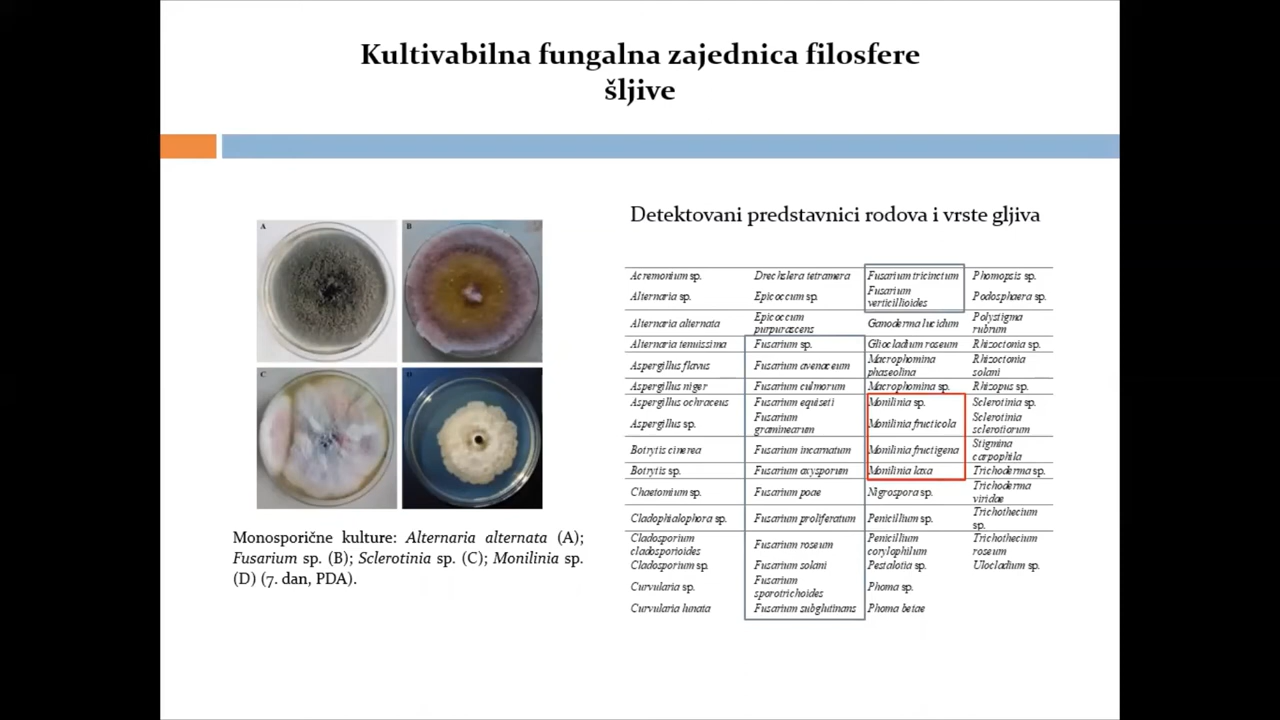 Kultivabilna fungalna zajednica filosfere
šljive
A
B
C
D
Monosporične kulture: Alternaria alternata (A);
Fusarium sp. (B); Sclerotinia sp. (C); Monilinia sp.
(D) (7. dan, PDA).
Detektovani predstavnici rodova i vrste gljiva
Acremonium sp. Drechslera tetramera Fusarium tricinctum Phomopsis sp.
Alternaria sp. Epicoccum sp. Fusarium verticillioides Podosphaera sp.
Alternaria alternata Epicoccum purpurascens Ganoderma lucidum Polystigma rubrum
Alternaria tenuissima Fusarium sp. Gliocladium roseum Rhizoctonia sp.
Aspergillus flavus Fusarium avenaceum Macrophomina phaseolina Rhizoctonia solani
Aspergillus niger Fusarium culmorum Macrophomina sp. Rhizopus sp.
Aspergillus ochraceus Fusarium equiseti Monilinia sp. Sclerotinia sp.
Aspergillus sp. Fusarium graminearum Monilinia fructicola Sclerotinia sclerotiorum
Botrytis cinerea Fusarium incarnatum Monilinia fructigena Stigmina carpophila
Botrytis sp. Fusarium oxysporum Monilinia laxa Trichoderma sp.
Chaetomium sp. Fusarium poae Nigrospora sp. Trichoderma viridae
Cladophialophora sp. Fusarium proliferatum Penicillium sp. Trichothecium sp.
Cladosporium cladosporioides Fusarium roseum Penicillium corylophilum Trichothecium roseum
Cladosporium sp. Fusarium solani Pestalotia sp. Ulocladium sp.
Curvularia sp. Fusarium sporotrichoides Phoma sp.
Curvularia lunata Fusarium subglutinans Phoma betae